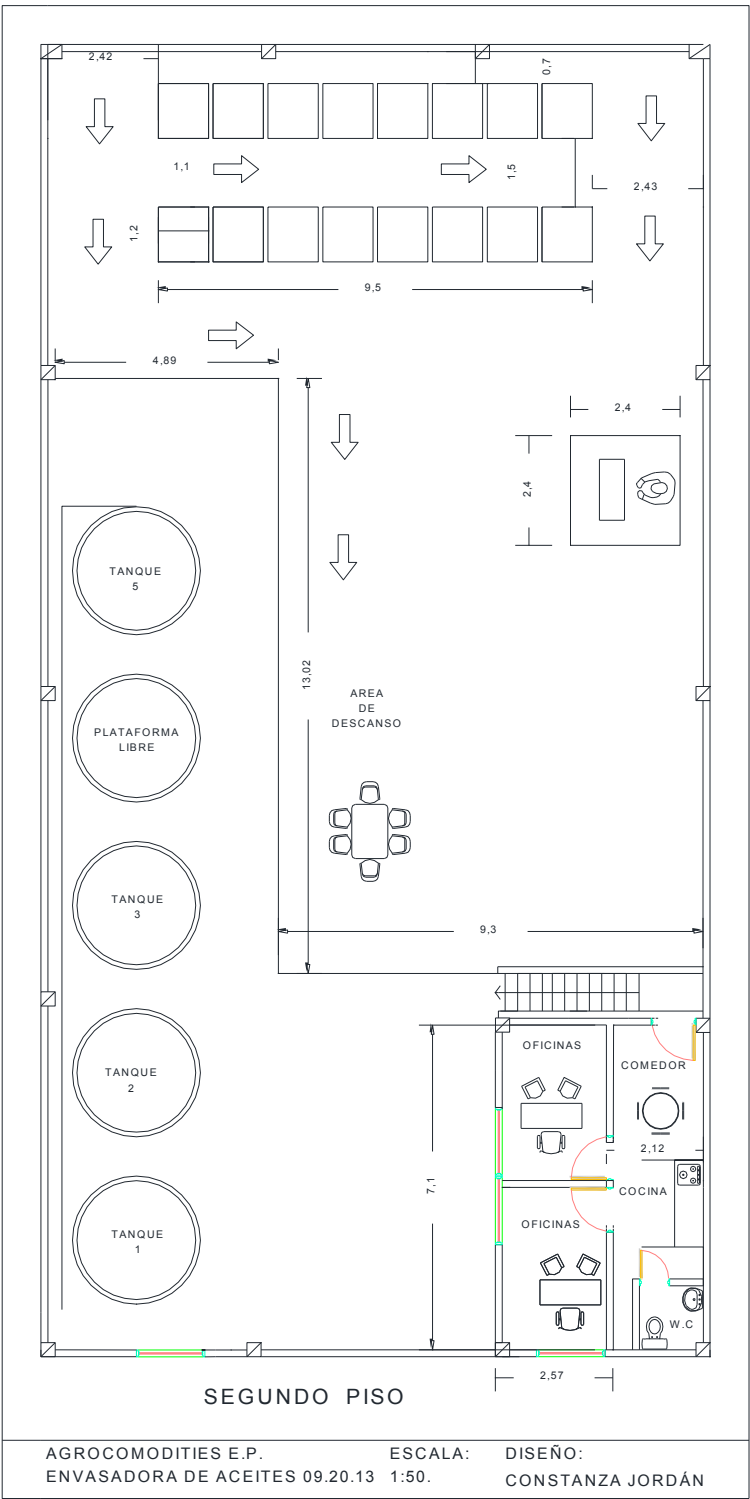 2,42
0,7
1,1
1,5
2,43
1,2
9,5
4,89
2,4
2,4
TANQUE
5
13,02
AREA
DE
DESCANSO
PLATAFORMA
LIBRE
TANQUE
3
9,3
OFICINAS
COMEDOR
TANQUE
2
2,12
7,1
COCINA
OFICINAS
TANQUE
1
W.C
2,57
SEGUNDO PISO
AGROCOMODITIES E.P.
ENVASADORA DE ACEITES 09.20.13
ESCALA:
1:50.
DISEÑO:
CONSTANZA JORDÁN